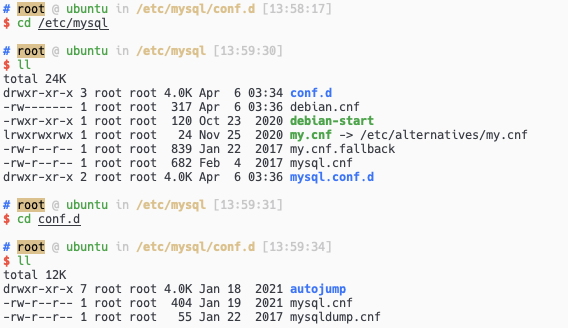 # root @ ubuntu in /etc/mysql/conf.d [13:58:17]
$ cd /etc/mysql
# root @ ubuntu in /etc/mysql [13:59:30]
$ ll
total 24K
drwxr-xr-x 3 root root 4.0K Apr  6 03:34 conf.d
-rw------- 1 root root  317 Apr  6 03:36 debian.cnf
-rwxr-xr-x 1 root root  120 Oct 23  2020 debian-start
lrwxrwxrwx 1 root root   24 Nov 25  2020 my.cnf -> /etc/alternatives/my.cnf
-rw-r--r-- 1 root root  839 Jan 22  2017 my.cnf.fallback
-rw-r--r-- 1 root root  682 Feb  4  2017 mysql.cnf
drwxr-xr-x 2 root root 4.0K Apr  6 03:36 mysql.conf.d
# root @ ubuntu in /etc/mysql [13:59:31]
$ cd conf.d
# root @ ubuntu in /etc/mysql/conf.d [13:59:34]
$ ll
total 12K
drwxr-xr-x 7 root root 4.0K Jan 18  2021 autojump
-rw-r--r-- 1 root root  404 Jan 19  2021 mysql.cnf
-rw-r--r-- 1 root root   55 Jan 22  2017 mysqldump.cnf